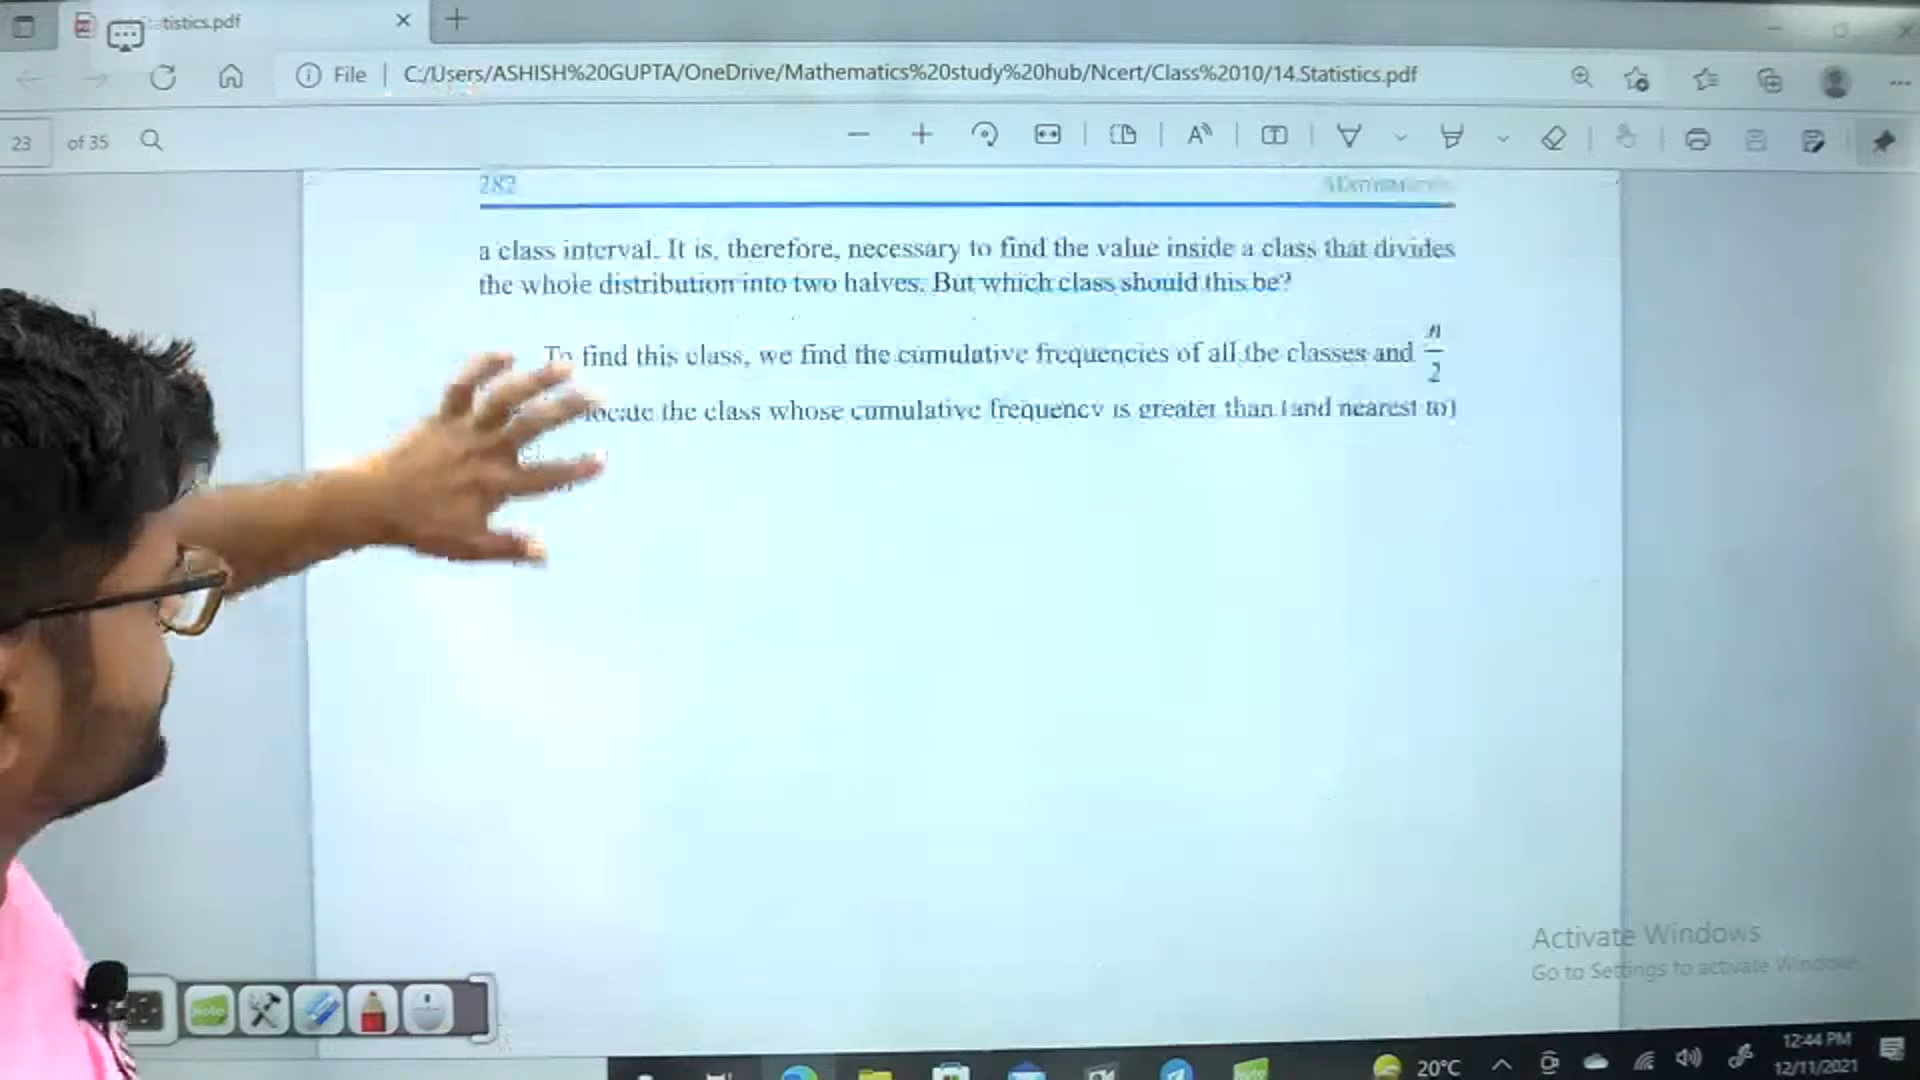 tistics.pdf
File
C:/Users/ASHISH%20GUPTA/OneDrive/Mathematics%20study%20hub/Ncert/Class%2010/14.Statistics.pdf
23 of 35
282
a class interval. It is, therefore, necessary to find the value inside a class that divides
the whole distribution into two halves. But which class should this be?
To find this class, we find the cumulative frequencies of all the classes and n/2
locate the class whose cumulative frequency is greater than (and nearest to)
Activate Windows
Go to Settings to activate Windows.
Note
20°C
12:44 PM
12/11/2021